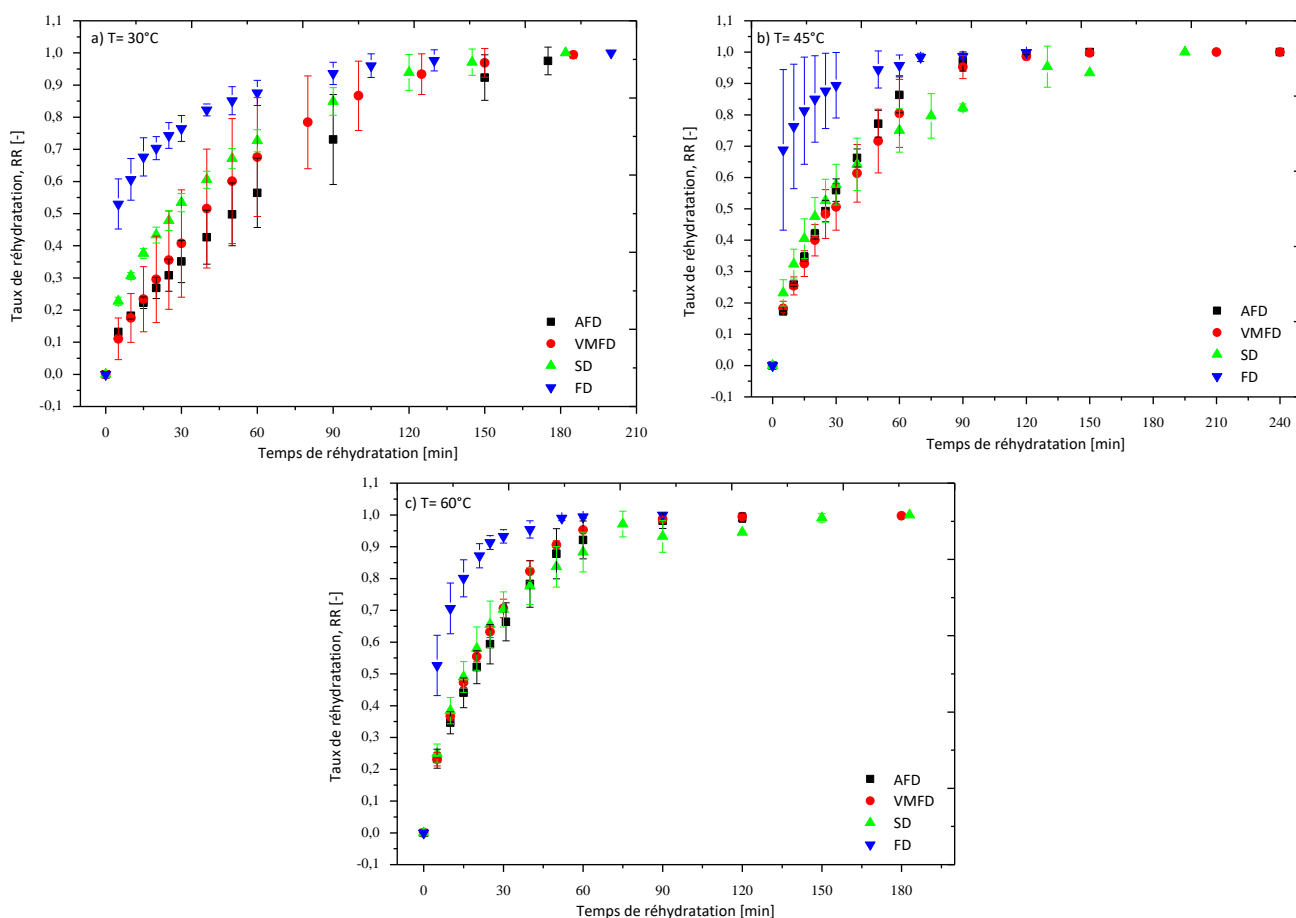 a) T= 30°C
1,1
1,0
0,9
0,8
0,7
0,6
0,5
0,4
0,3
0,2
0,1
0,0
-0,1
Taux de réhydratation, RR [-]
AFD
VMFD
SD
FD
0 30 60 90 120 150 180 210
Temps de réhydratation [min]
b) T= 45°C
1,1
1,0
0,9
0,8
0,7
0,6
0,5
0,4
0,3
0,2
0,1
0,0
-0,1
Taux de réhydratation, RR [-]
AFD
VMFD
SD
FD
0 30 60 90 120 150 180 210 240
Temps de réhydratation [min]
c) T= 60°C
1,1
1,0
0,9
0,8
0,7
0,6
0,5
0,4
0,3
0,2
0,1
0,0
-0,1
Taux de réhydratation, RR [-]
AFD
VMFD
SD
FD
0 30 60 90 120 150 180
Temps de réhydratation [min]